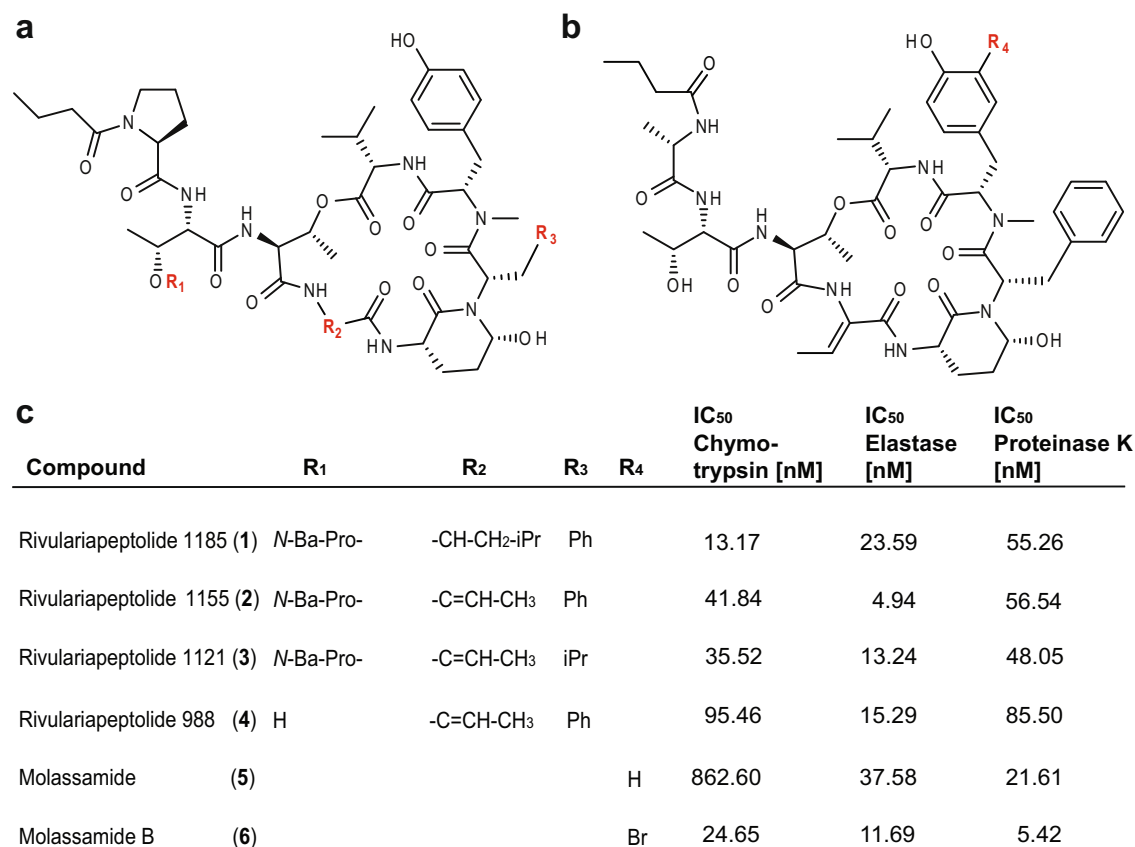 a
HO
N
O
O
NH
NH
O
O
O
N
R3
H
N
O
O
O
R1
O
NH
O
O
N
R2
HN
OH
b
HO
R4
O
NH
O
NH
NH
O
O
O
N
H
N
O
O
OH
O
NH
O
O
N
HN
OH
c
Compound R1 R2 R3 R4 IC50 Chymo-trypsin [nM] IC50 Elastase [nM] IC50 Proteinase K [nM]
Rivulariapeptolide 1185 (1) N-Ba-Pro- -CH-CH2-iPr Ph 13.17 23.59 55.26
Rivulariapeptolide 1155 (2) N-Ba-Pro- -C=CH-CH3 Ph 41.84 4.94 56.54
Rivulariapeptolide 1121 (3) N-Ba-Pro- -C=CH-CH3 iPr 35.52 13.24 48.05
Rivulariapeptolide 988 (4) H -C=CH-CH3 Ph 95.46 15.29 85.50
Molassamide (5) H 862.60 37.58 21.61
Molassamide B (6) Br 24.65 11.69 5.42